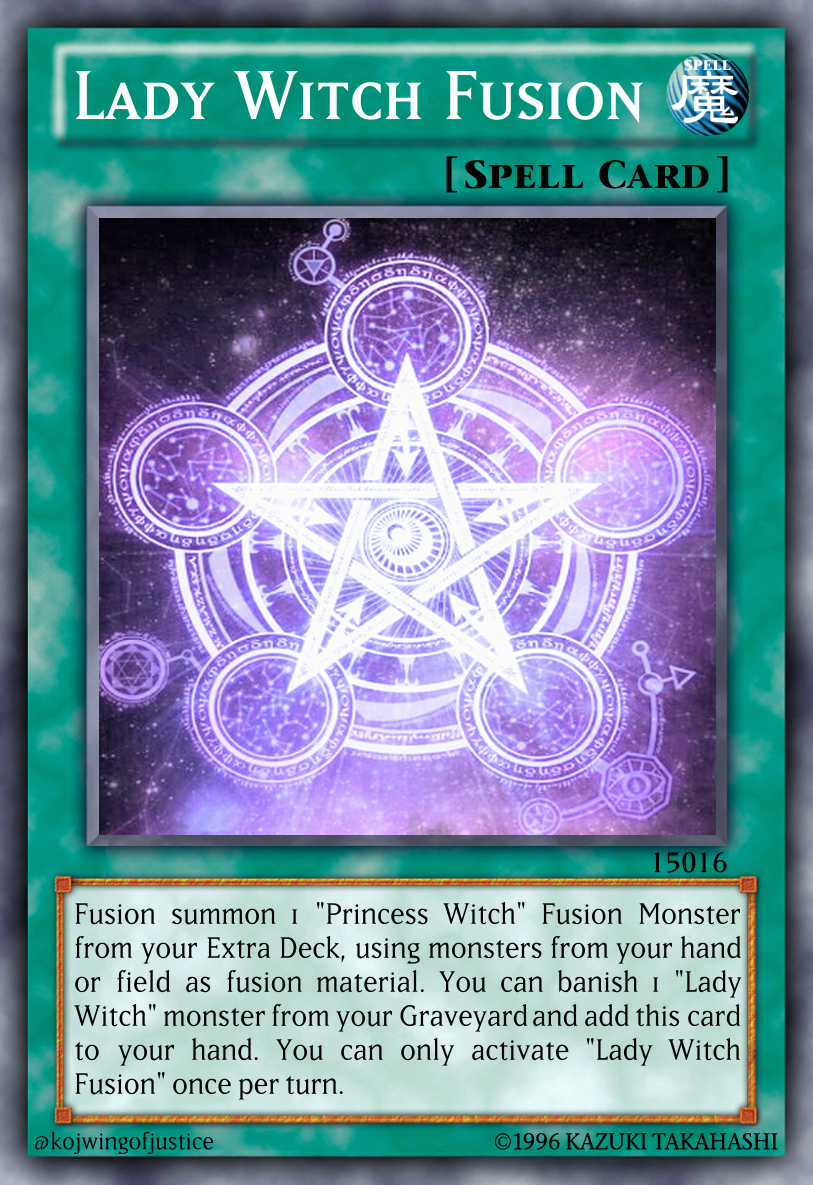 Lady Witch Fusion
SPELL
魔
[Spell Card]
15016
Fusion summon 1 "Princess Witch" Fusion Monster
from your Extra Deck, using monsters from your hand
or field as fusion material. You can banish 1 "Lady
Witch" monster from your Graveyard and add this card
to your hand. You can only activate "Lady Witch
Fusion" once per turn.
@kojwingofjustice
©1996 KAZUKI TAKAHASHI